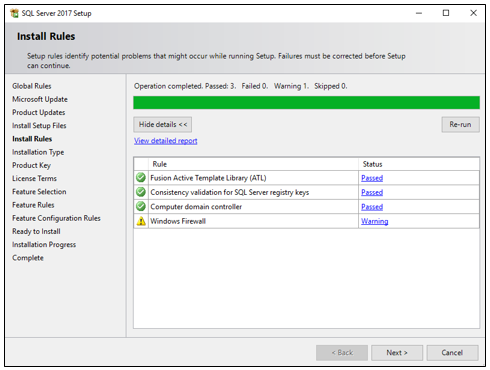 SQL Server 2017 Setup
Install Rules
Setup rules identify potential problems that might occur while running Setup. Failures must be corrected before Setup
can continue.
Global Rules
Microsoft Update
Product Updates
Install Setup Files
Install Rules
Installation Type
Product Key
License Terms
Feature Selection
Feature Rules
Feature Configuration Rules
Ready to Install
Installation Progress
Complete
Operation completed. Passed: 3. Failed 0. Warning 1. Skipped 0.
Hide details << Re-run
View detailed report
Rule Status
Fusion Active Template Library (ATL) Passed
Consistency validation for SQL Server registry keys Passed
Computer domain controller Passed
Windows Firewall Warning
< Back Next > Cancel